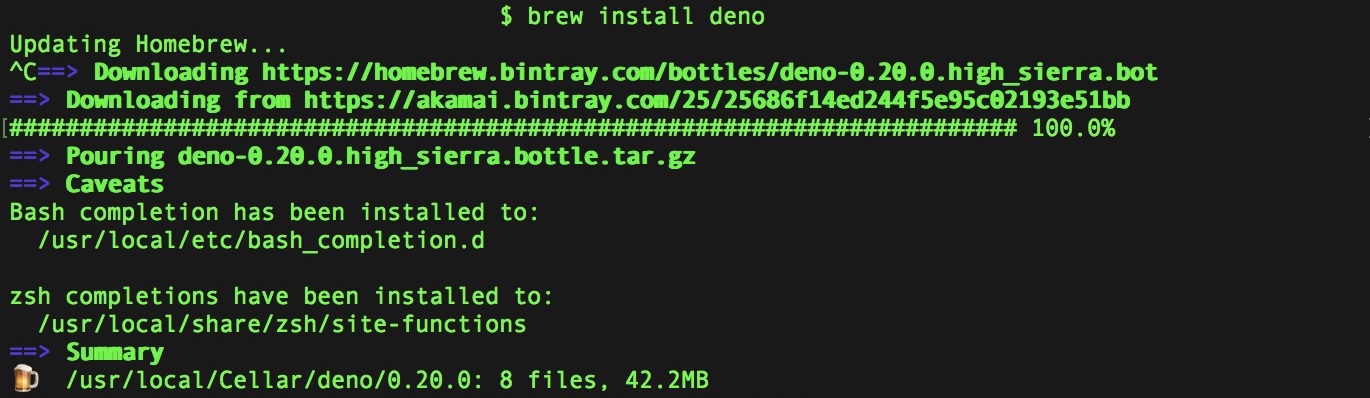 $ brew install deno
Updating Homebrew...
^C==> Downloading https://homebrew.bintray.com/bottles/deno-0.20.0.high_sierra.bot
==> Downloading from https://akamai.bintray.com/25/25686f14ed244f5e95c02193e51bb
[######################################################################## 100.0%
==> Pouring deno-0.20.0.high_sierra.bottle.tar.gz
==> Caveats
Bash completion has been installed to:
  /usr/local/etc/bash_completion.d

zsh completions have been installed to:
  /usr/local/share/zsh/site-functions
==> Summary
🍺  /usr/local/Cellar/deno/0.20.0: 8 files, 42.2MB